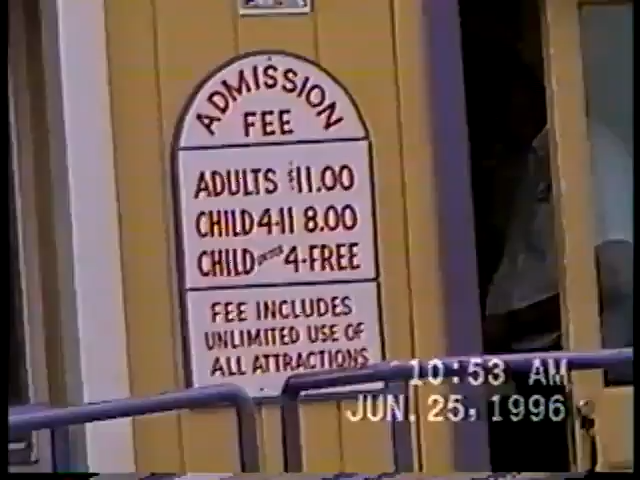 ADMISSION
FEE
ADULTS $11.00
CHILD 4-11 8.00
CHILD UNDER 4-FREE
FEE INCLUDES
UNLIMITED USE OF
ALL ATTRACTIONS
10:53 AM
JUN. 25, 1996